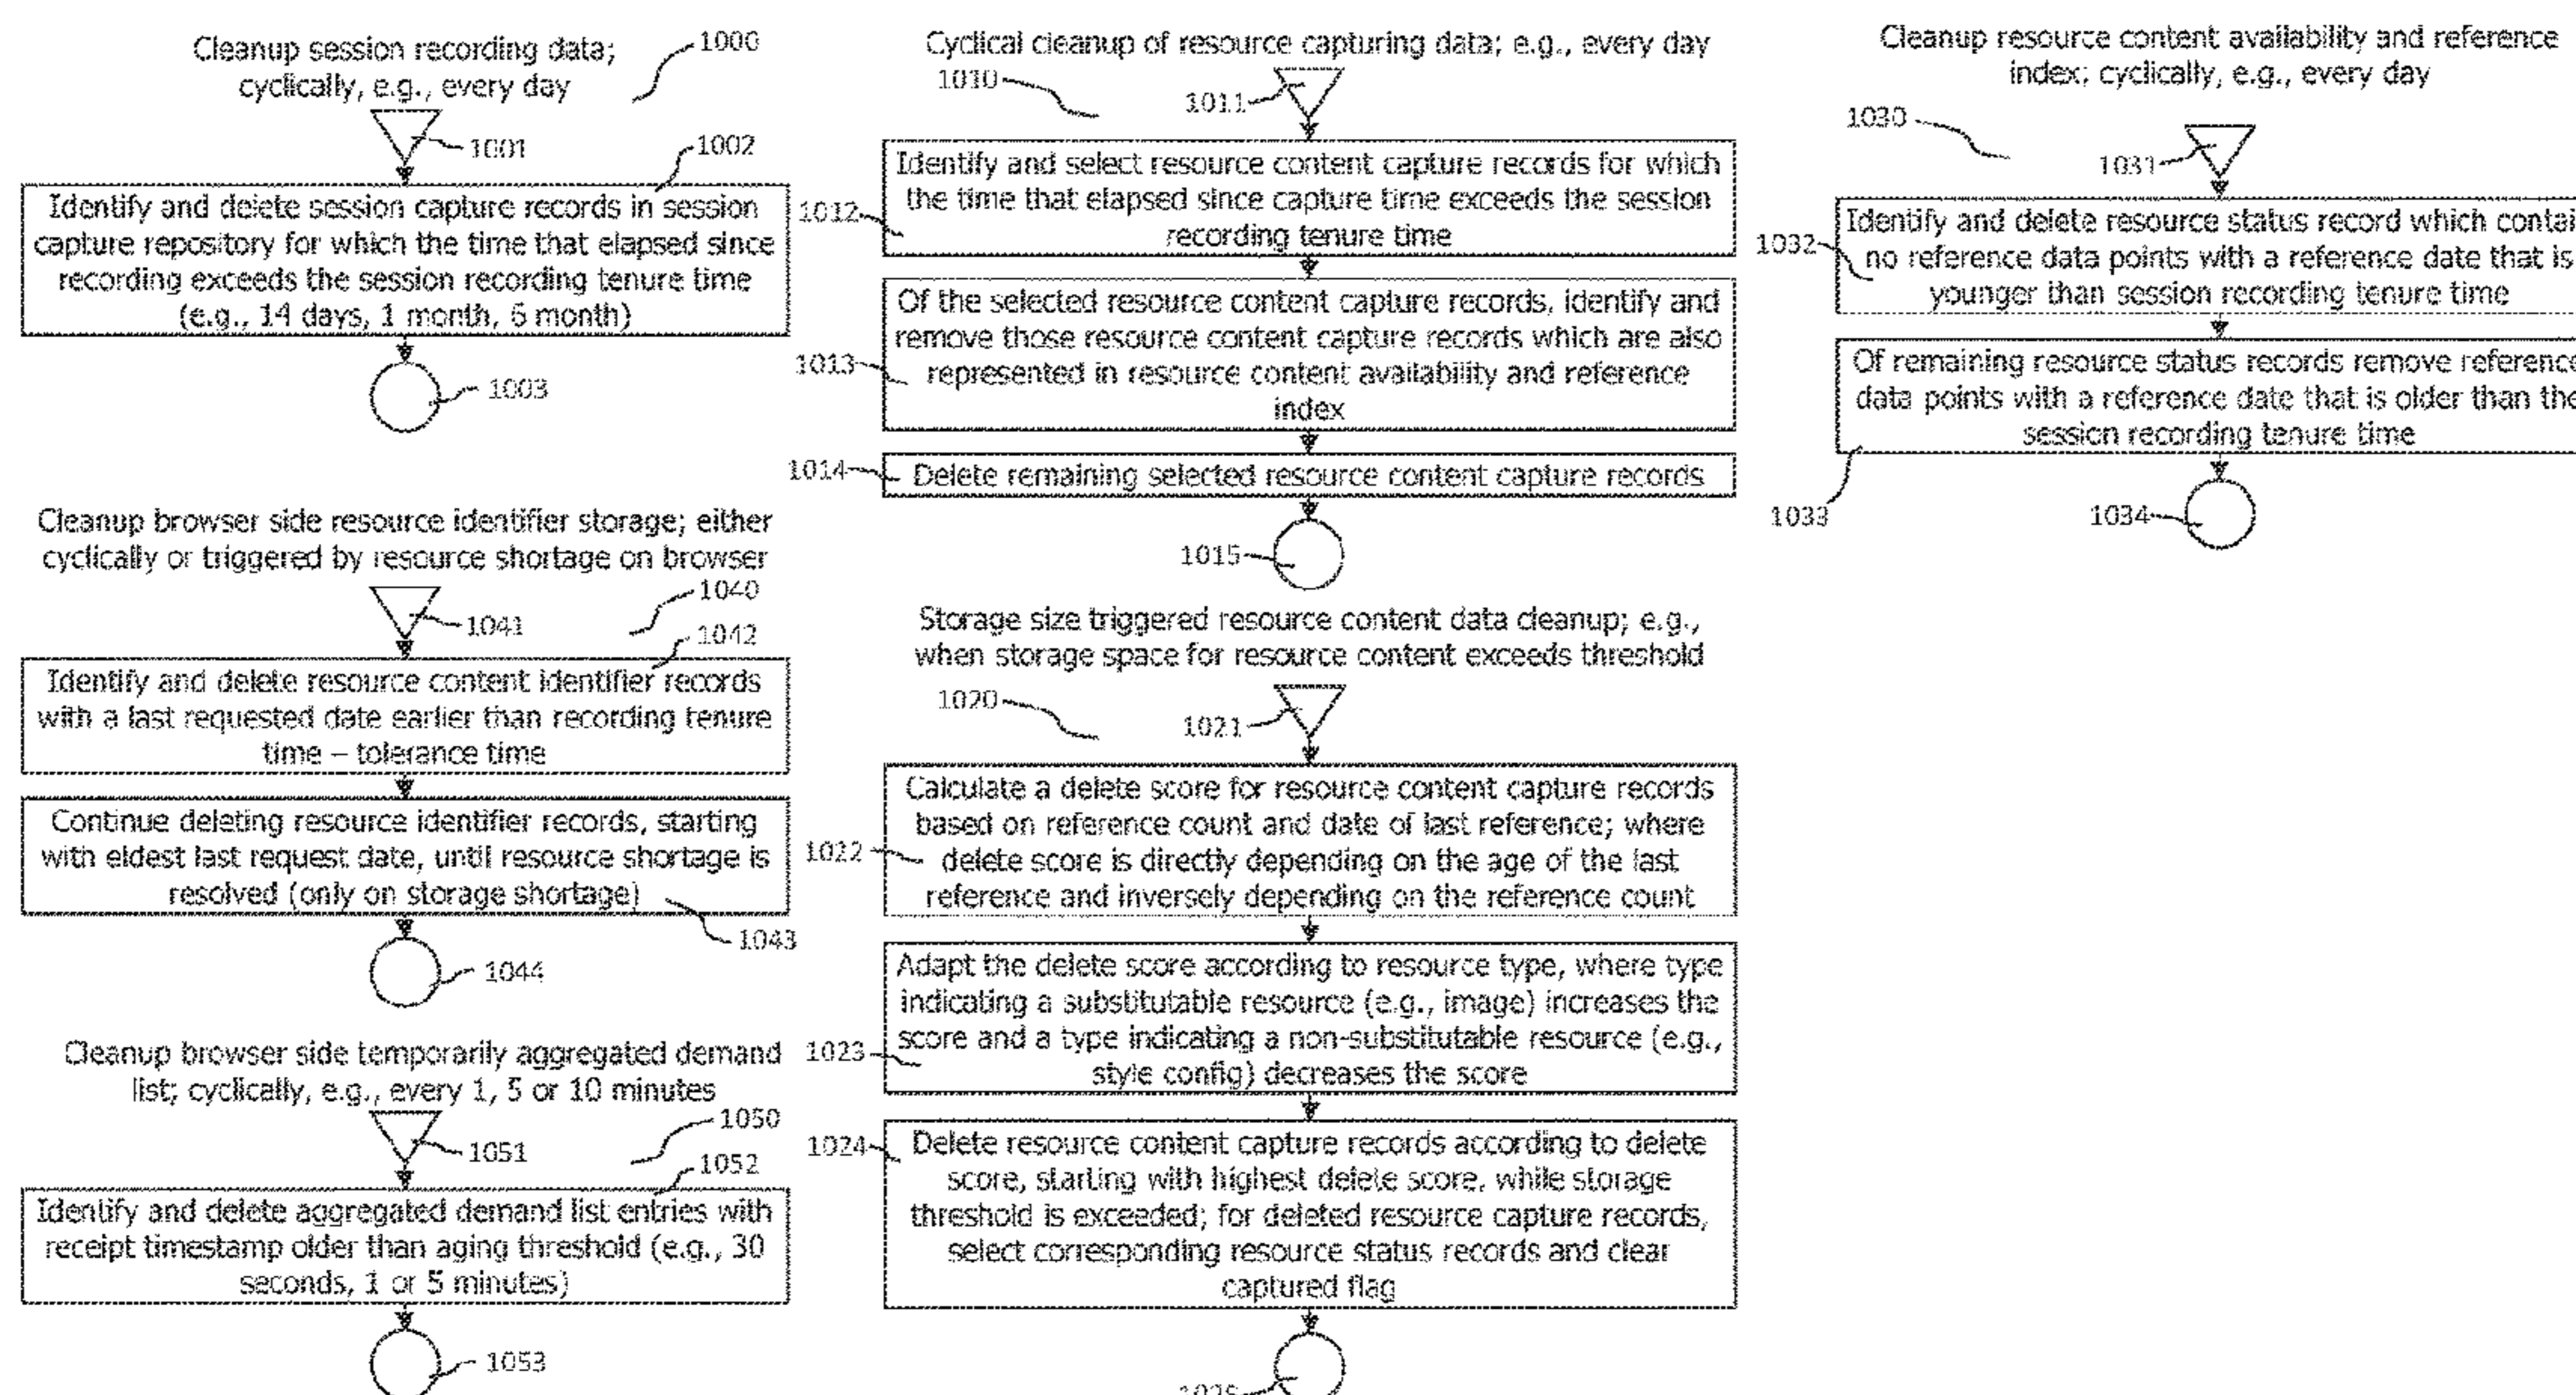 Cleanup session recording data;
cyclically, e.g., every day
1000
1001
1002
Identify and delete session capture records in session
capture repository for which the time that elapsed since
recording exceeds the session recording tenure time
(e.g., 14 days, 1 month, 6 month)
1003
Cleanup browser side resource identifier storage; either
cyclically or triggered by resource shortage on browser
1040
1041
1042
Identify and delete resource content identifier records
with a last requested date earlier than recording tenure
time – tolerance time
Continue deleting resource identifier records, starting
with eldest last request date, until resource shortage is
resolved (only on storage shortage)
1043
1044
Cleanup browser side temporarily aggregated demand
list; cyclically, e.g., every 1, 5 or 10 minutes
1050
1051
1052
Identify and delete aggregated demand list entries with
receipt timestamp older than aging threshold (e.g., 30
seconds, 1 or 5 minutes)
1053
Cyclical cleanup of resource capturing data; e.g., every day
1010
1011
Identify and select resource content capture records for which
the time that elapsed since capture time exceeds the session
recording tenure time
1012
Of the selected resource content capture records, identify and
remove those resource content capture records which are also
represented in resource content availability and reference
index
1013
1014
Delete remaining selected resource content capture records
1015
Storage size triggered resource content data cleanup; e.g.,
when storage space for resource content exceeds threshold
1020
1021
Calculate a delete score for resource content capture records
based on reference count and date of last reference; where
delete score is directly depending on the age of the last
reference and inversely depending on the reference count
1022
Adapt the delete score according to resource type, where type
indicating a substitutable resource (e.g., image) increases the
score and a type indicating a non-substitutable resource (e.g.,
style config) decreases the score
1023
1024
Delete resource content capture records according to delete
score, starting with highest delete score, while storage
threshold is exceeded; for deleted resource capture records,
select corresponding resource status records and clear
captured flag
Cleanup resource content availability and reference
index; cyclically, e.g., every day
1030
1031
Identify and delete resource status record which contai
no reference data points with a reference date that is
younger than session recording tenure time
1032
Of remaining resource status records remove reference
data points with a reference date that is older than the
session recording tenure time
1033
1034